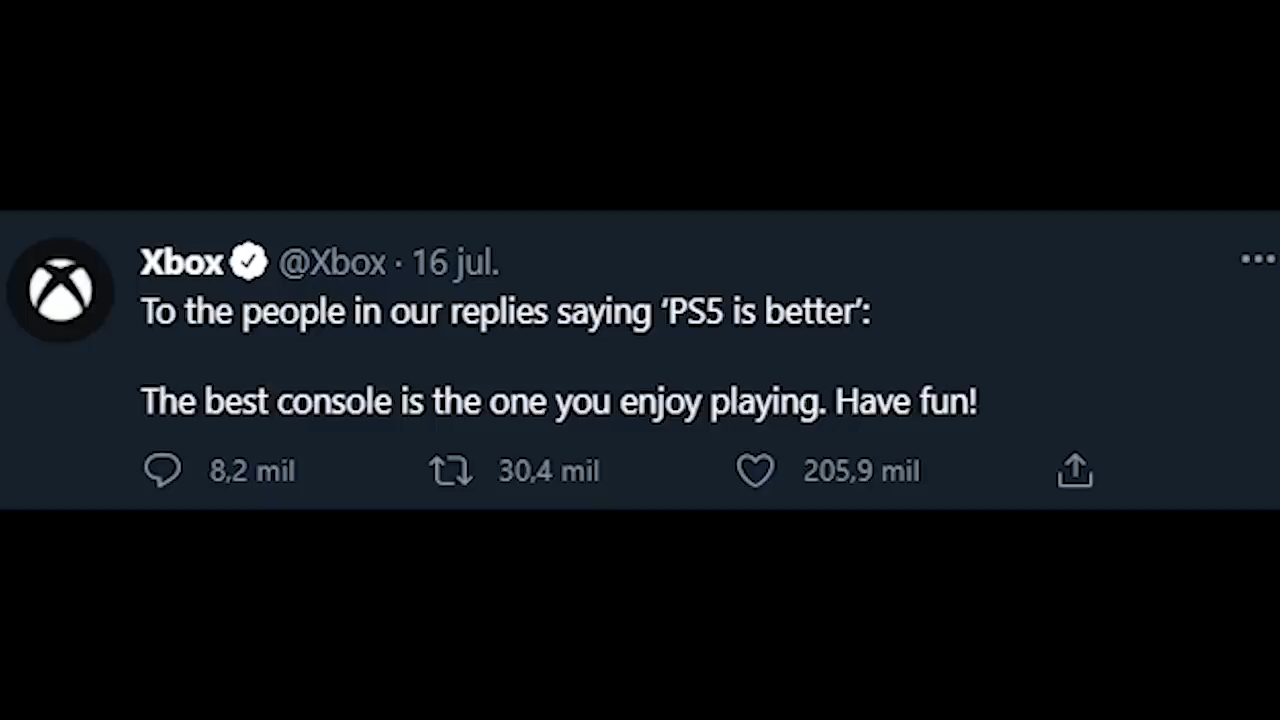 Xbox @Xbox · 16 jul.
To the people in our replies saying ‘PS5 is better’:
The best console is the one you enjoy playing. Have fun!
8,2 mil 30,4 mil 205,9 mil